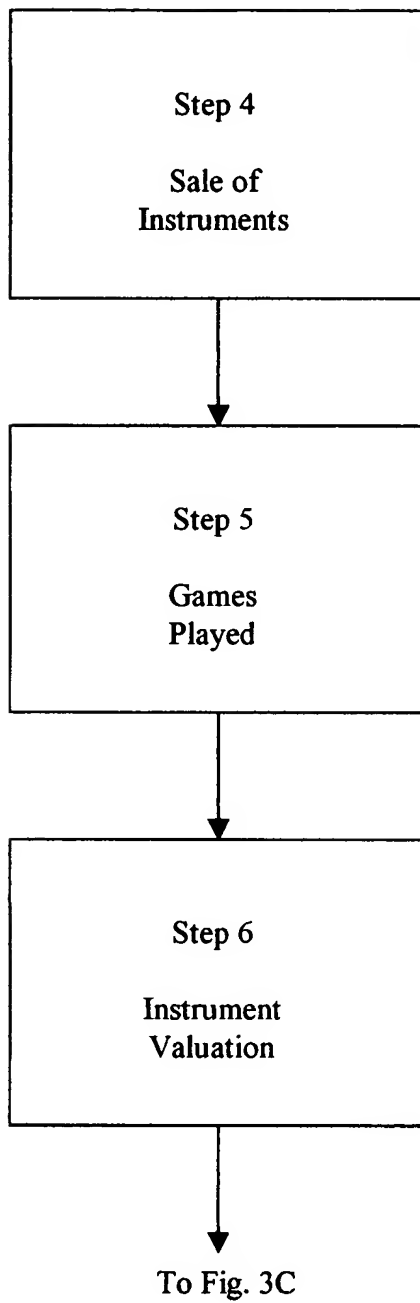 Step 4
Sale of
Instruments
Step 5
Games
Played
Step 6
Instrument
Valuation
To Fig. 3C